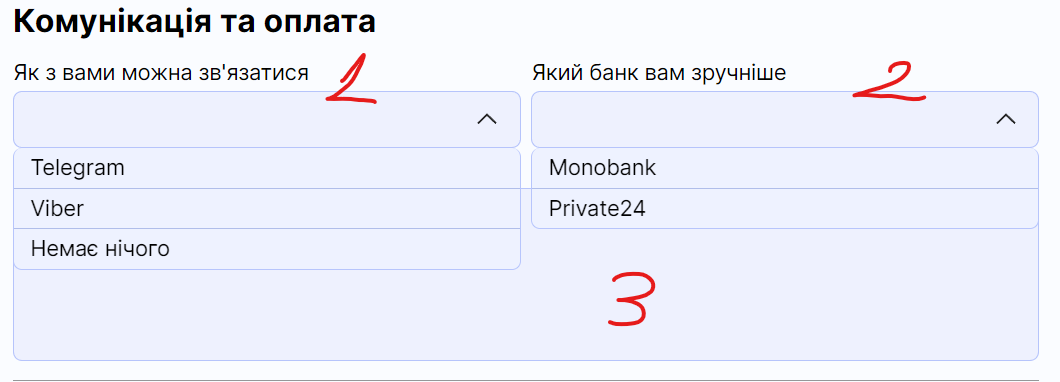 Комунікація та оплата
Як з вами можна зв'язатися 1
Який банк вам зручніше 2
Telegram
Viber
Немає нічого
Monobank
Private24
3